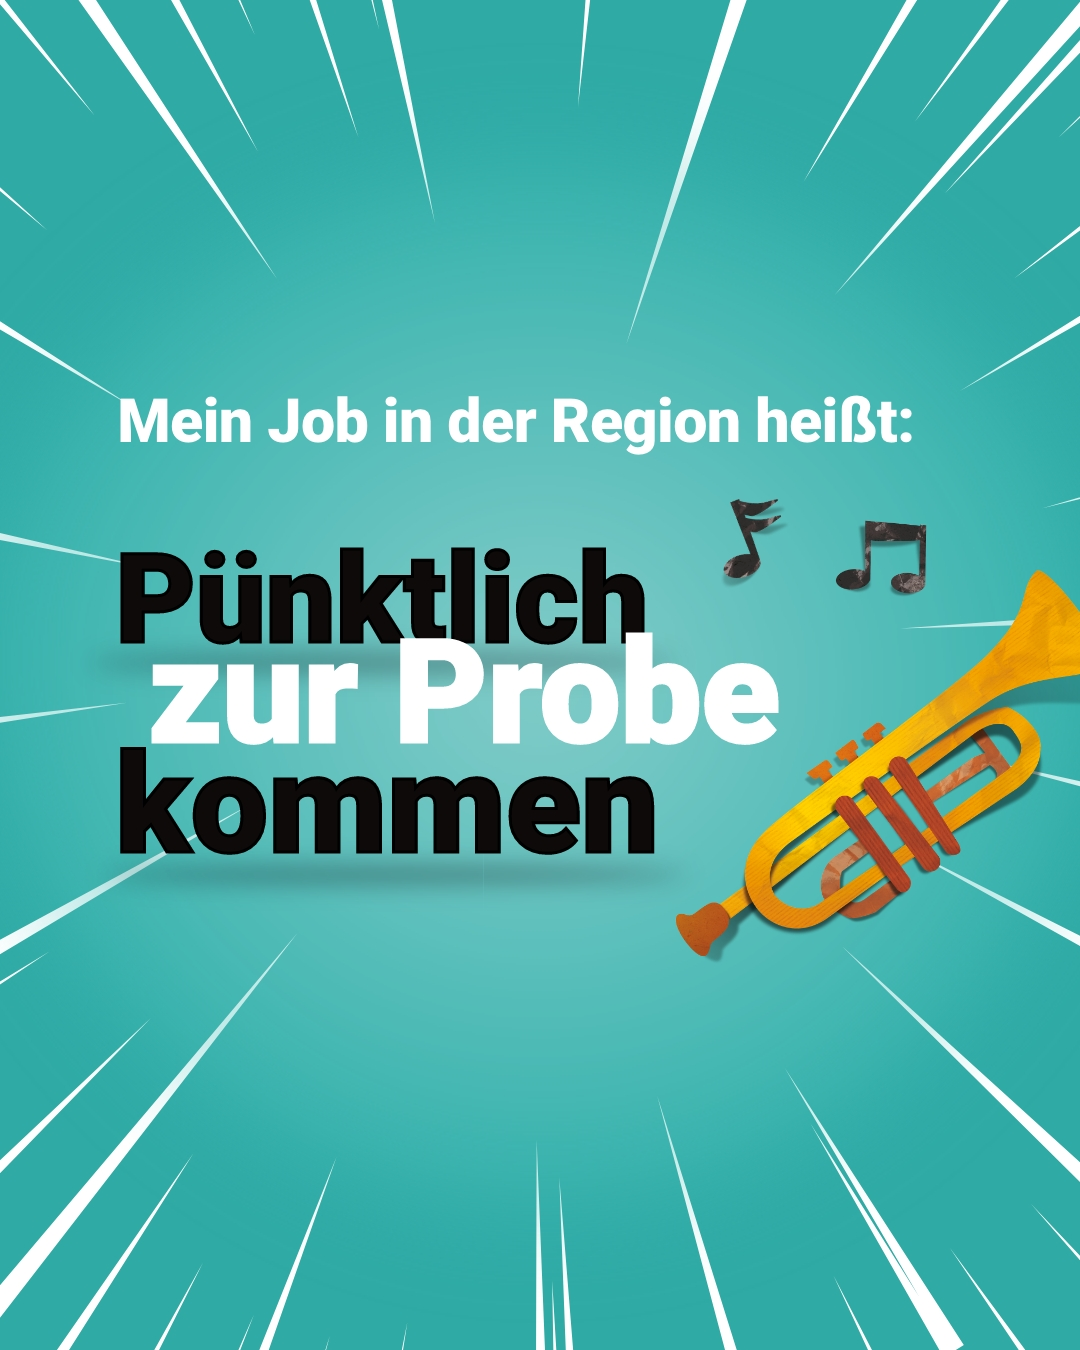 Mein Job in der Region heißt:
Pünktlich
zur Probe
kommen